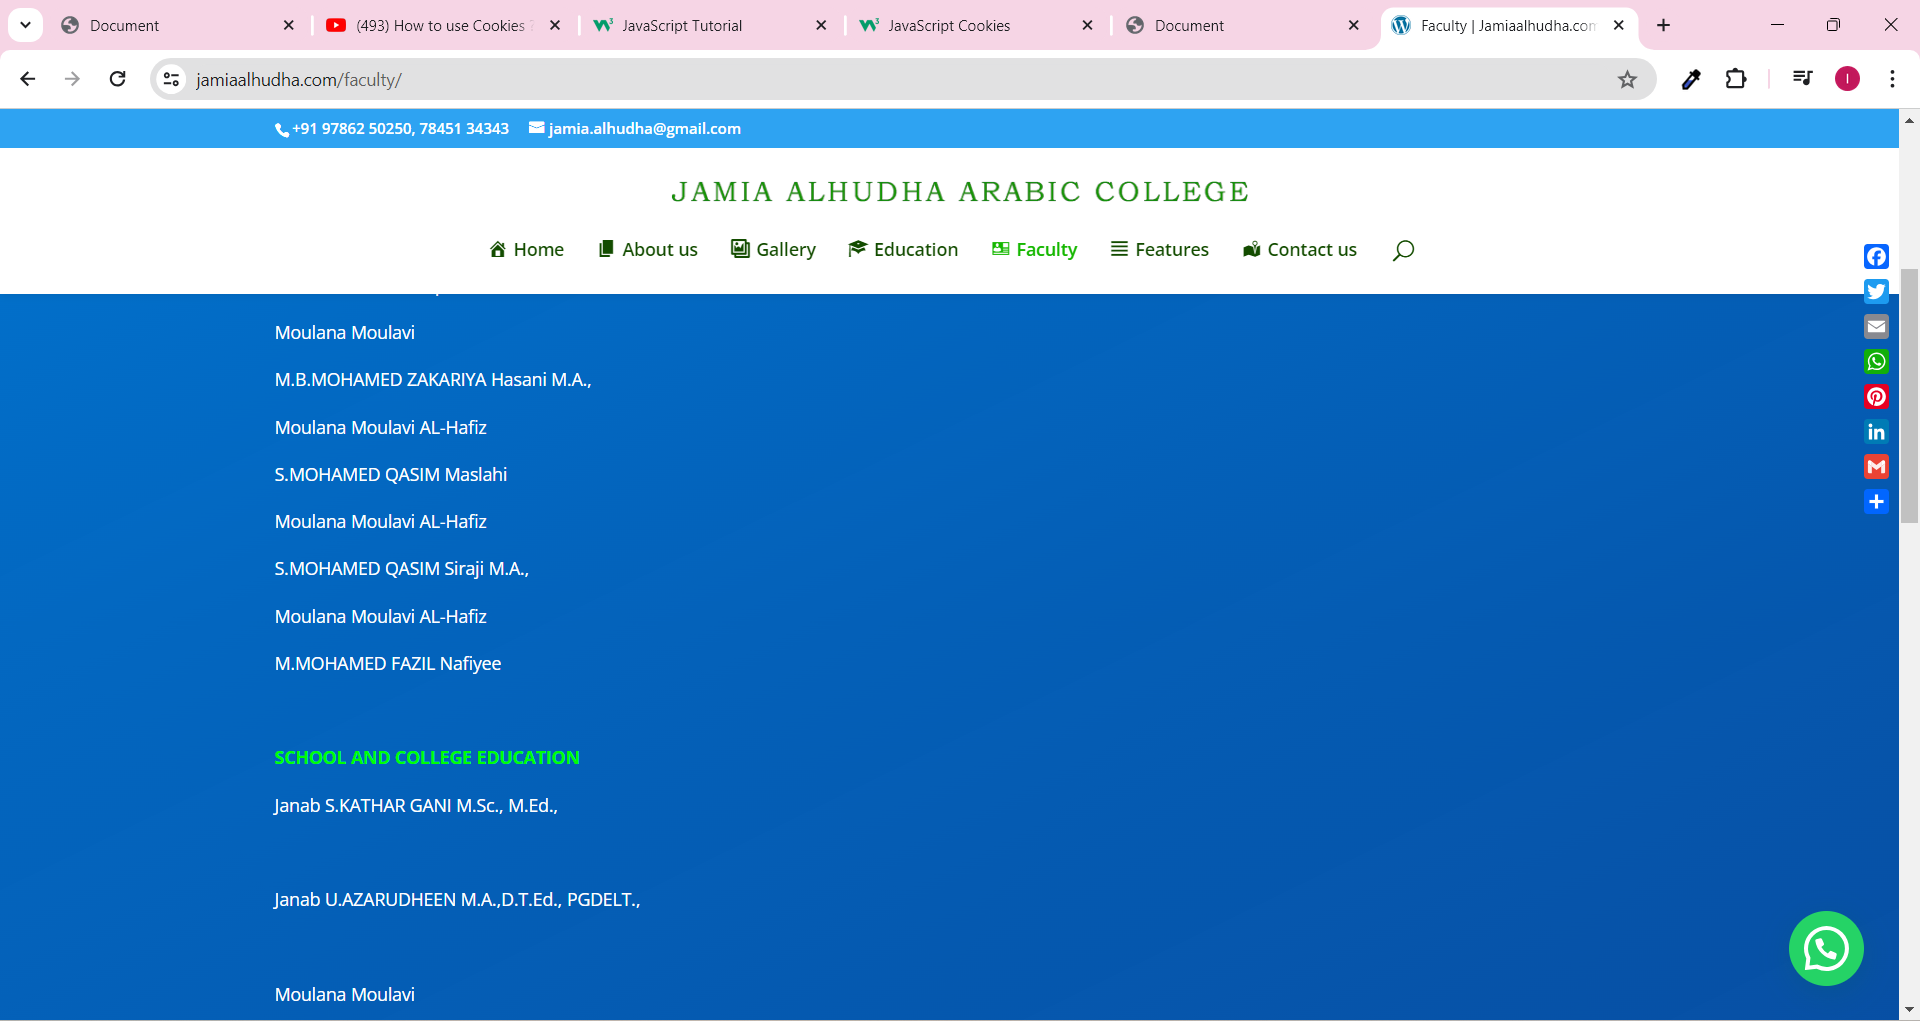 Document
(493) How to use Cookies
JavaScript Tutorial
JavaScript Cookies
Document
Faculty | Jamiaalhudha.com
jamiaalhudha.com/faculty/
I
+91 97862 50250, 78451 34343
jamia.alhudha@gmail.com
JAMIA ALHUDHA ARABIC COLLEGE
Home
About us
Gallery
Education
Faculty
Features
Contact us
Moulana Moulavi
M.B.MOHAMED ZAKARIYA Hasani M.A.,
Moulana Moulavi AL-Hafiz
S.MOHAMED QASIM Maslahi
Moulana Moulavi AL-Hafiz
S.MOHAMED QASIM Siraji M.A.,
Moulana Moulavi AL-Hafiz
M.MOHAMED FAZIL Nafiyee
SCHOOL AND COLLEGE EDUCATION
Janab S.KATHAR GANI M.Sc., M.Ed.,
Janab U.AZARUDHEEN M.A.,D.T.Ed., PGDELT.,
Moulana Moulavi